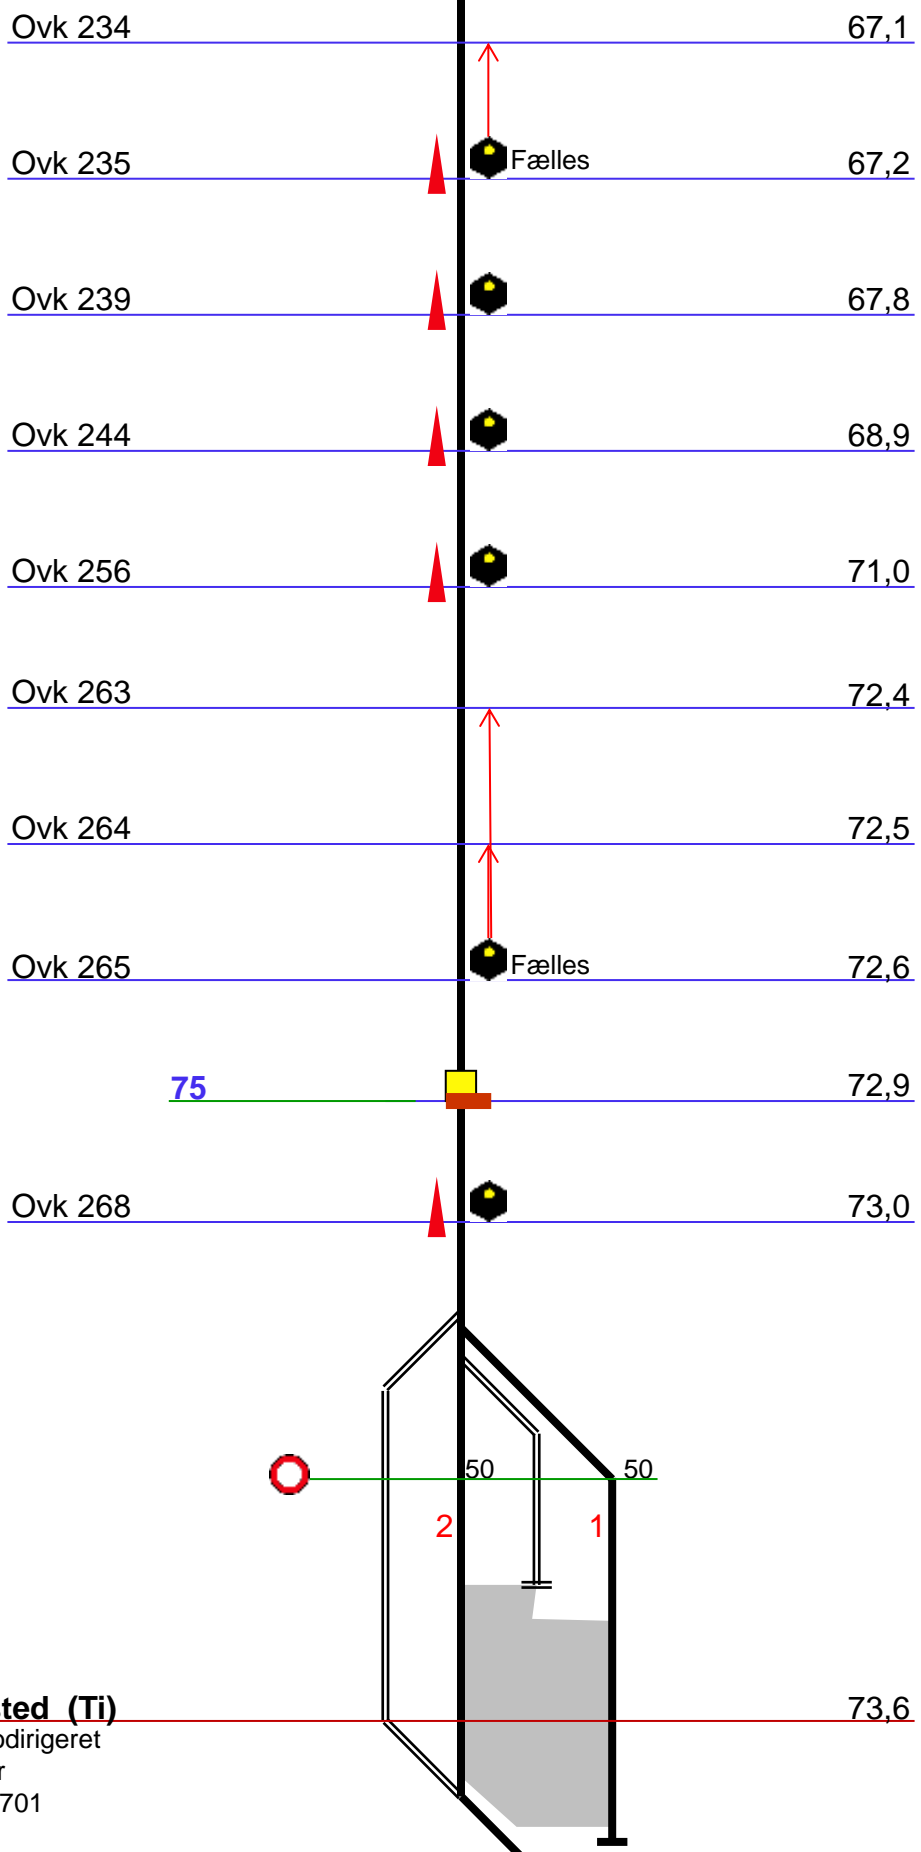 Ovk 234 67,1
Ovk 235 Fælles 67,2
Ovk 239 67,8
Ovk 244 68,9
Ovk 256 71,0
Ovk 263 72,4
Ovk 264 72,5
Ovk 265 Fælles 72,6
75 72,9
Ovk 268 73,0
50 50
2 1
(Ti) 73,6
701